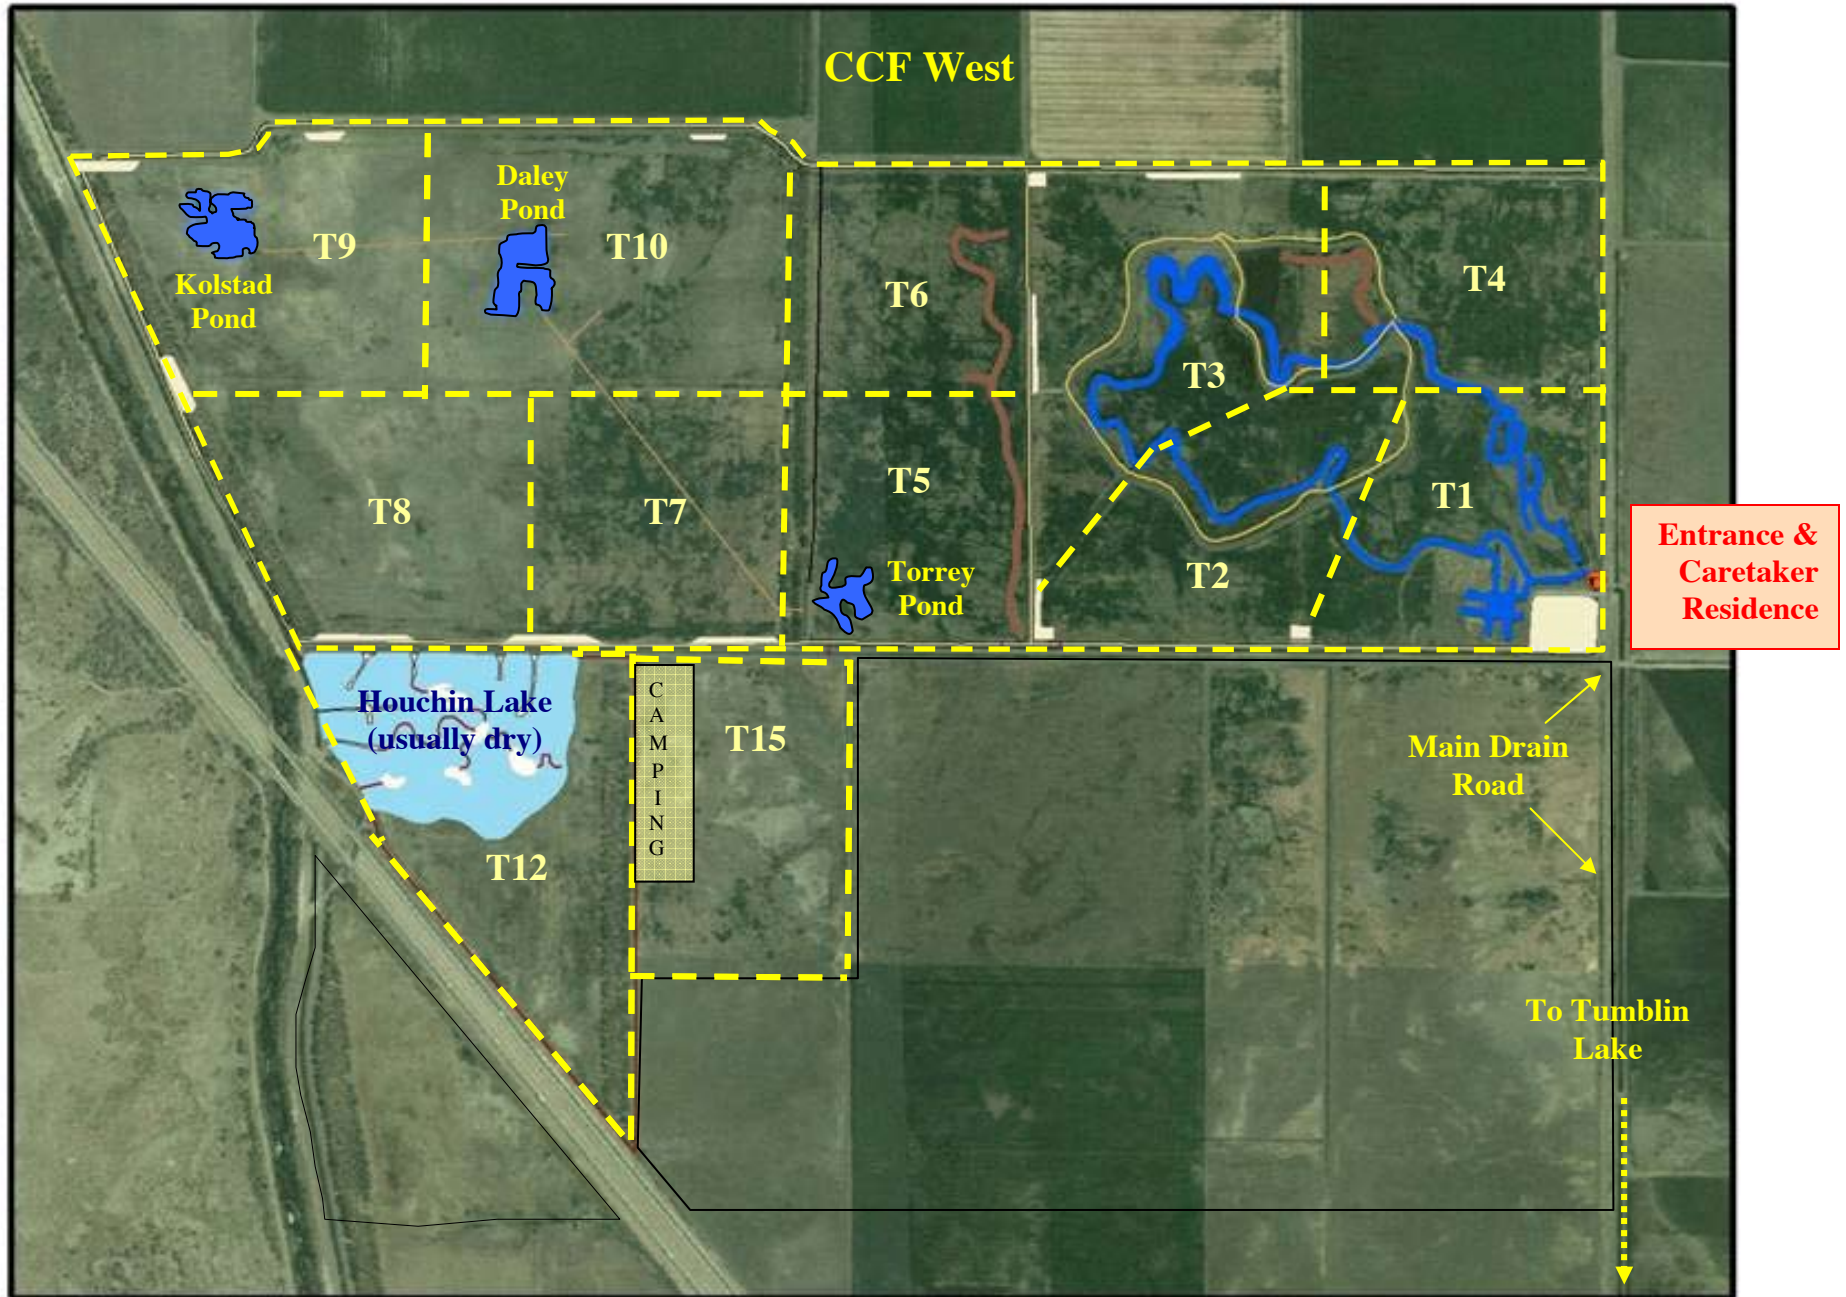 CCF West
Daley
Pond
T9
T10
Kolstad
Pond
T6
T4
T3
T8
T7
T5
T1
Torrey
Pond
T2
Entrance &
Caretaker
Residence
Houchin Lake
(usually dry)
C
A
M
P
I
N
G
T15
Main Drain
Road
T12
To Tumblin
Lake